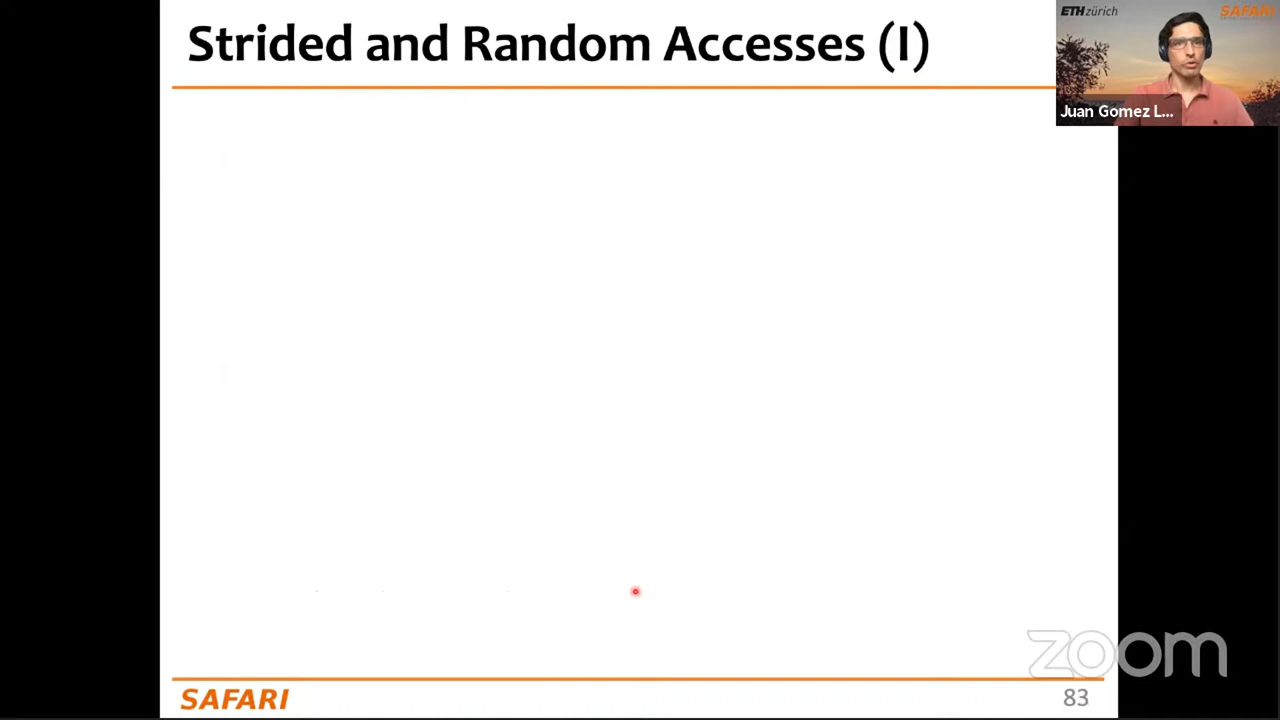 Strided and Random Accesses (I)
ETH zürich
SAFARI
Juan Gomez L...
zoom
SAFARI
83